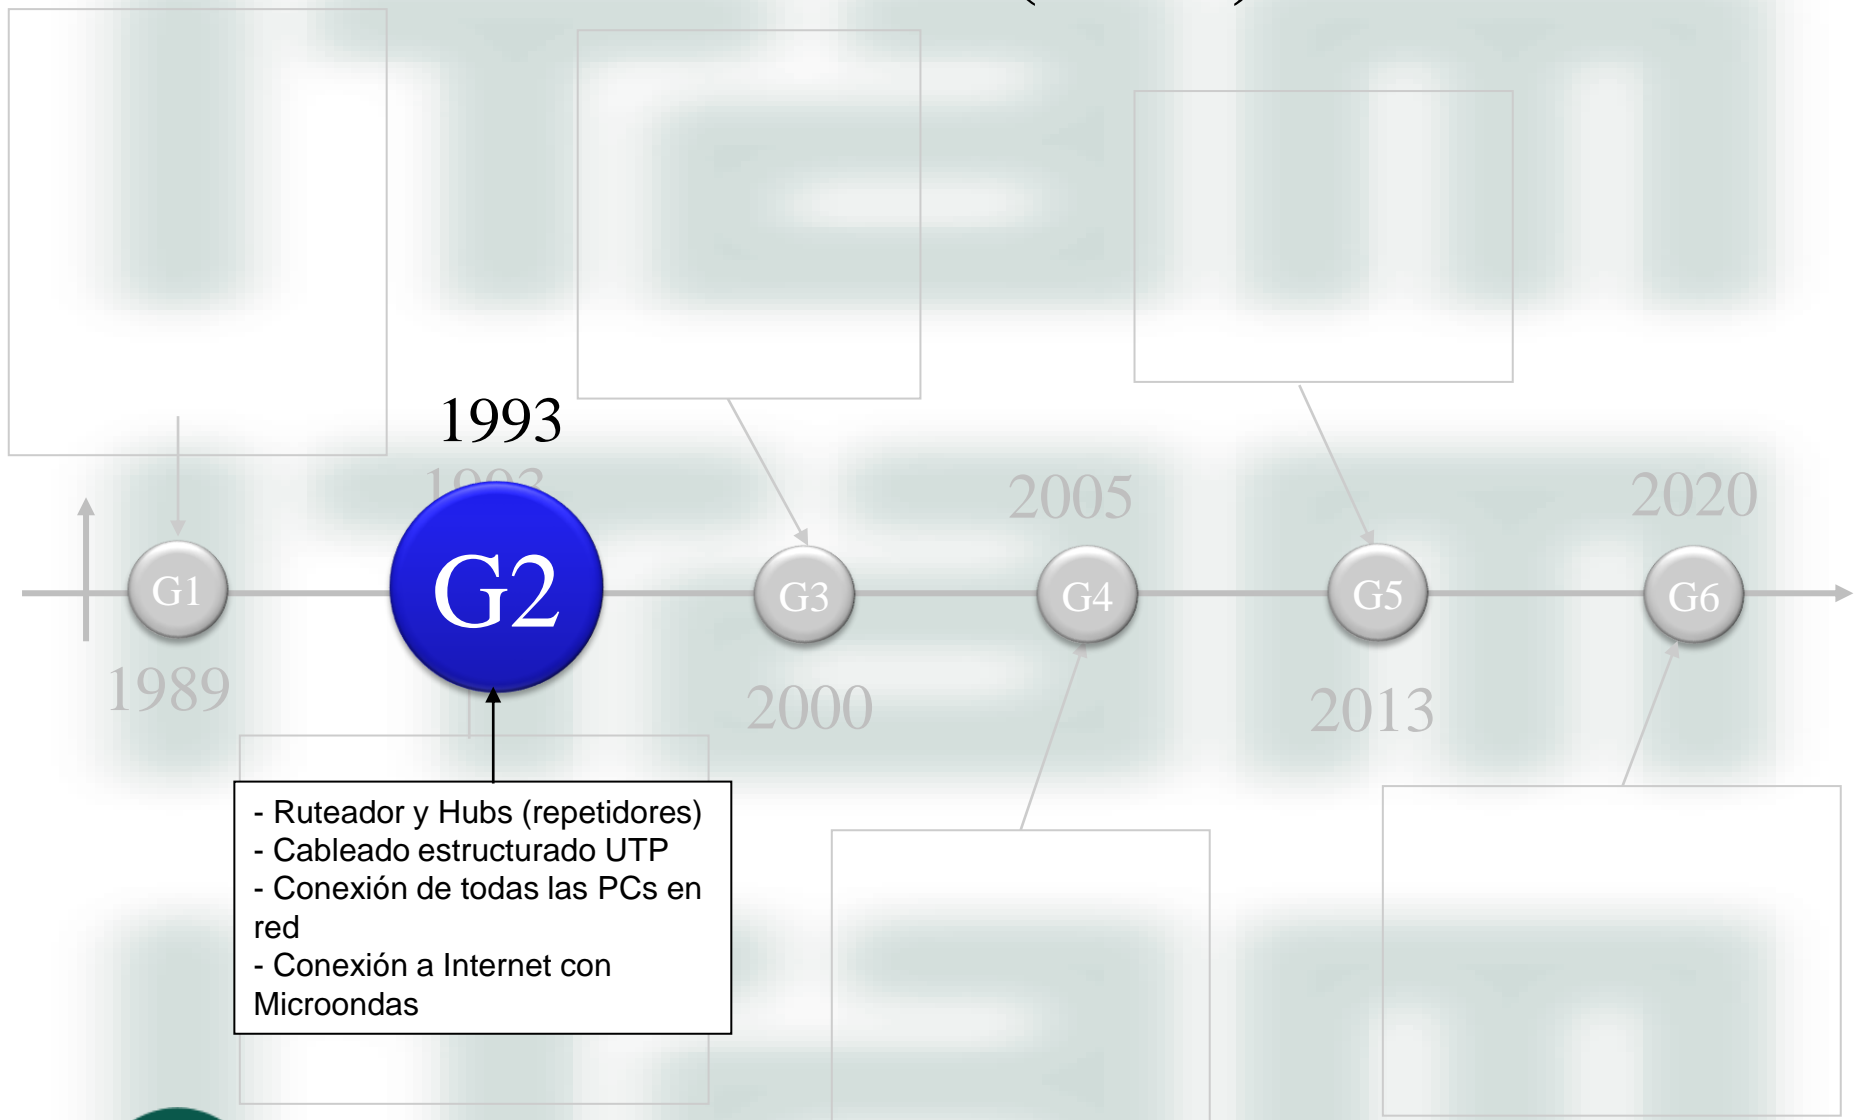 1993
1993
2005
2020
G1
G2
G3
G4
G5
G6
1989
2000
2013
- Ruteador y Hubs (repetidores)
- Cableado estructurado UTP
- Conexión de todas las PCs en
red
- Conexión a Internet con
Microondas